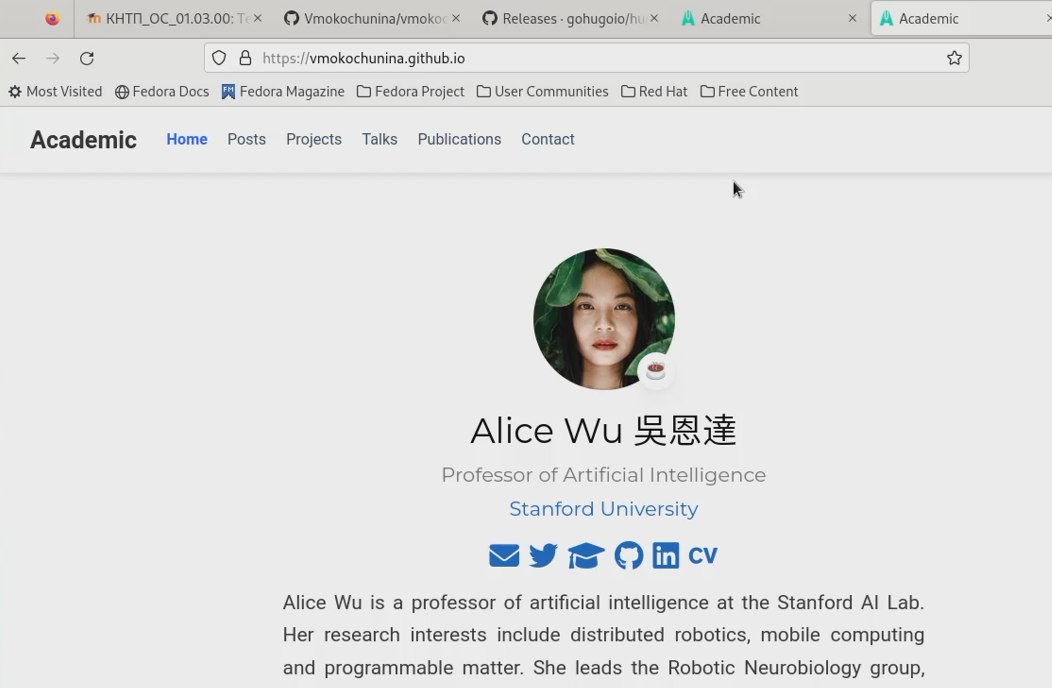 КНТП_ОС_01.03.00: Te
Vmokochunina/vmokoc
Releases · gohugoio/hu
Academic
Academic
https://vmokochunina.github.io
Most Visited
Fedora Docs
Fedora Magazine
Fedora Project
User Communities
Red Hat
Free Content
Academic
Home
Posts
Projects
Talks
Publications
Contact
Alice Wu 吳恩達
Professor of Artificial Intelligence
Stanford University
CV
Alice Wu is a professor of artificial intelligence at the Stanford AI Lab.
Her research interests include distributed robotics, mobile computing
and programmable matter. She leads the Robotic Neurobiology group,